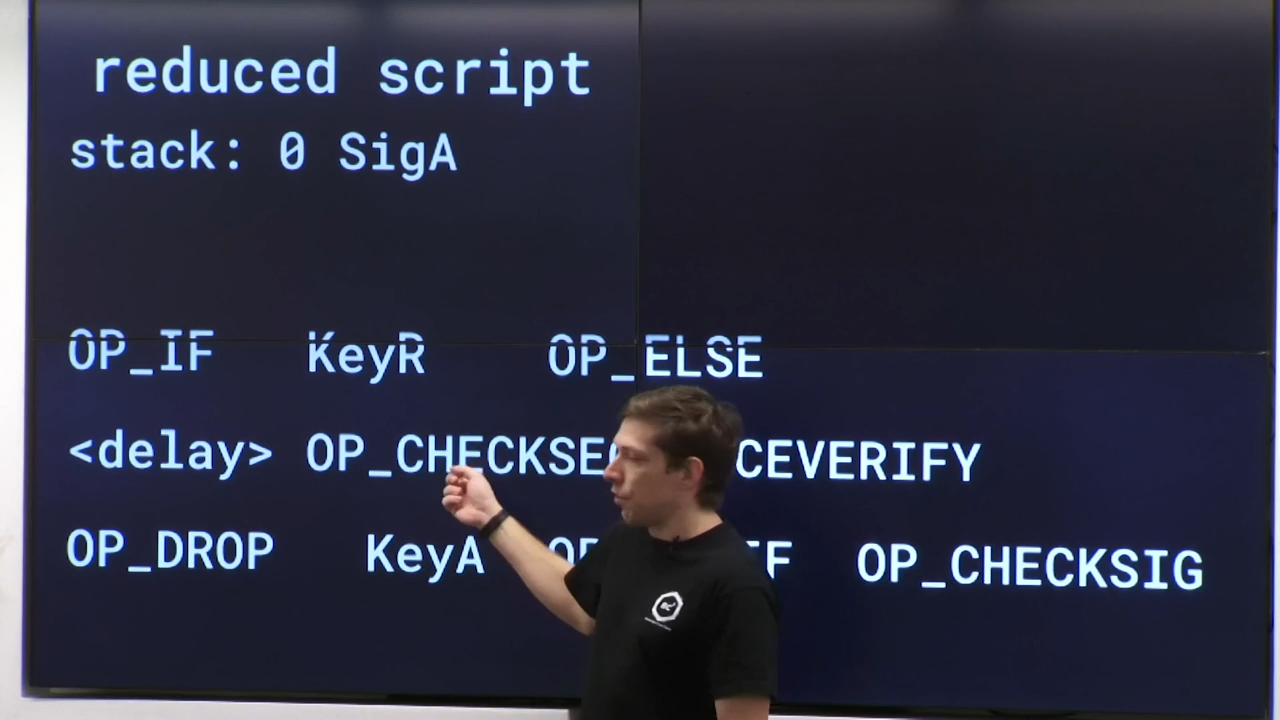 reduced script
stack: 0 SigA
OP_IF KeyR OP_ELSE
<delay> OP_CHECKSE CEVERIFY
OP_DROP KeyA OP_CHECKSIG